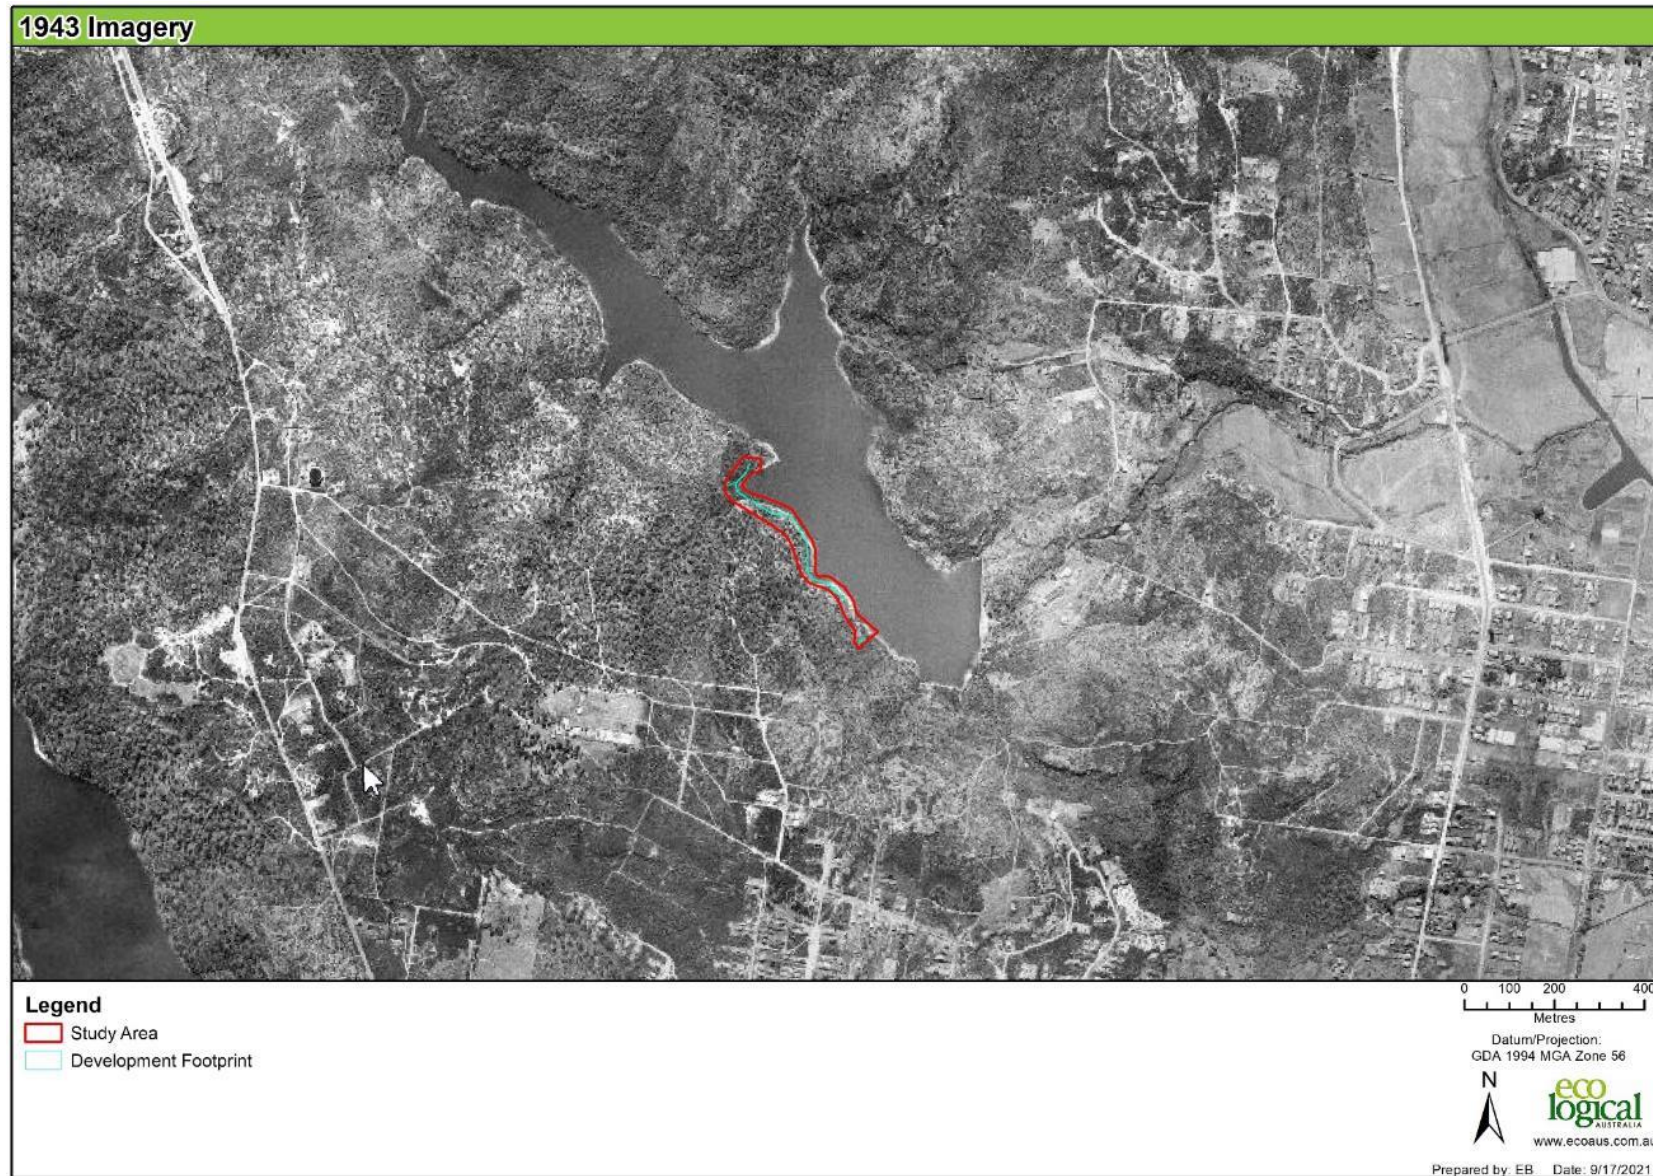 1943 Imagery
Legend
Study Area
Development Footprint
0 100 200 400
Metres
Datum/Projection:
GDA 1994 MGA Zone 56
N
eco
logical
AUSTRALIA
www.ecoaus.com.au
Prepared by: EB Date: 9/17/2021